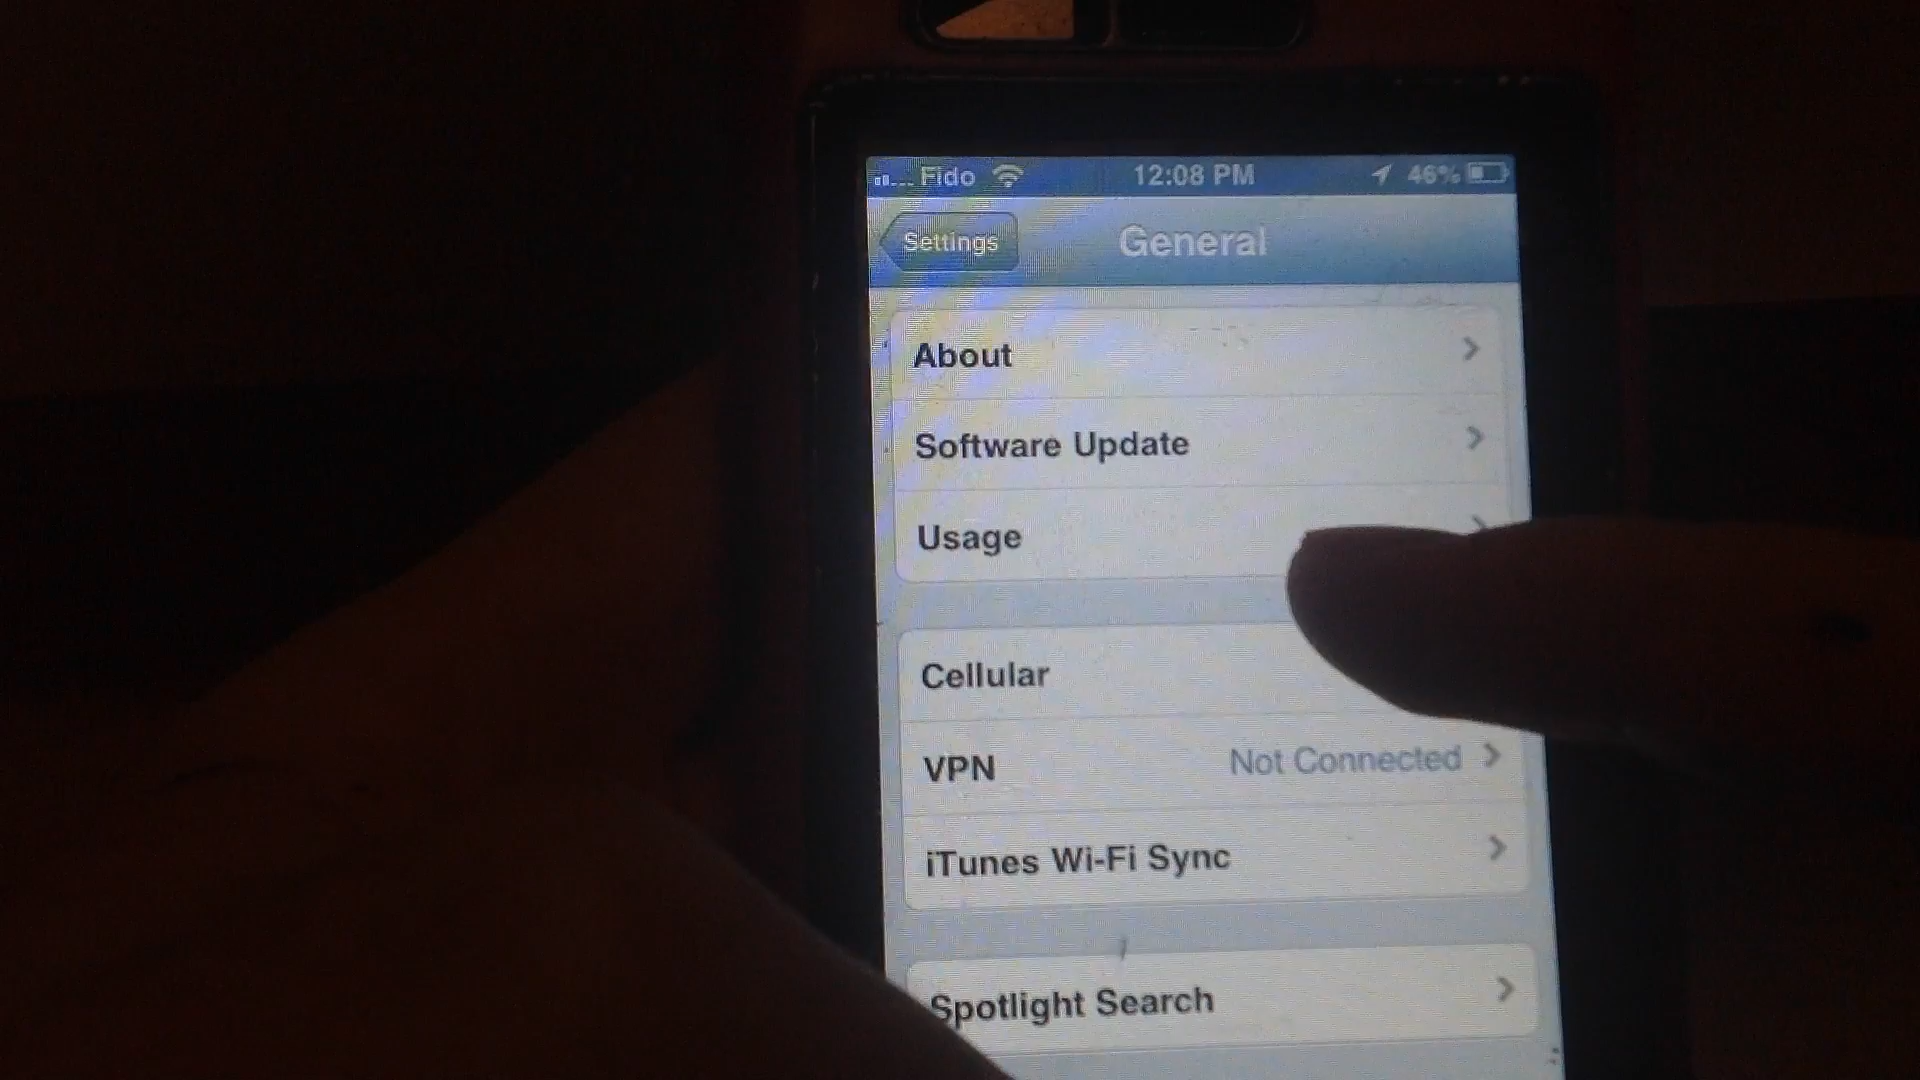 Fido 12:08 PM 46%
Settings General
About
Software Update
Usage
Cellular
VPN Not Connected
iTunes Wi-Fi Sync
Spotlight Search